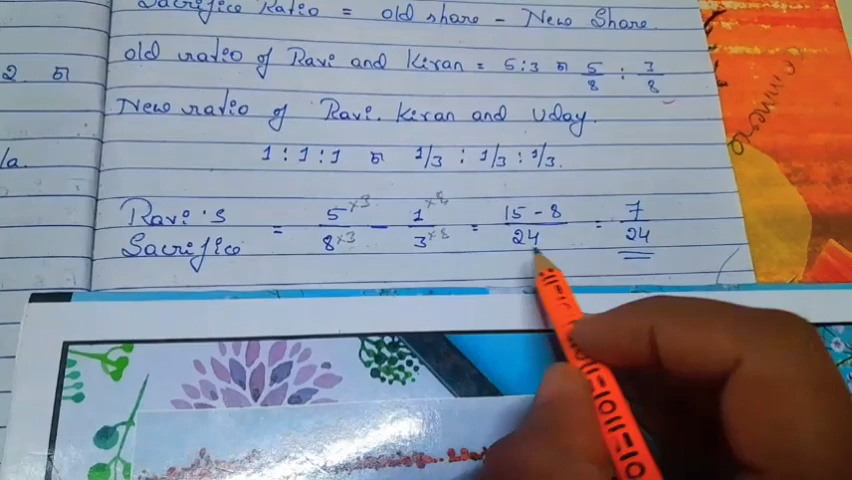 Sacrifice Ratio = old share - New Share.
old ratio of Ravi and Kiran = 5:3 or 5/8 : 3/8
2
New ratio of Ravi. Kiran and Uday.
1 : 1 : 1 or 1/3 : 1/3 : 1/3.
Ravi's Sacrifice = 5×3/8×3 - 1×8/3×8 = 15-8/24 = 7/24